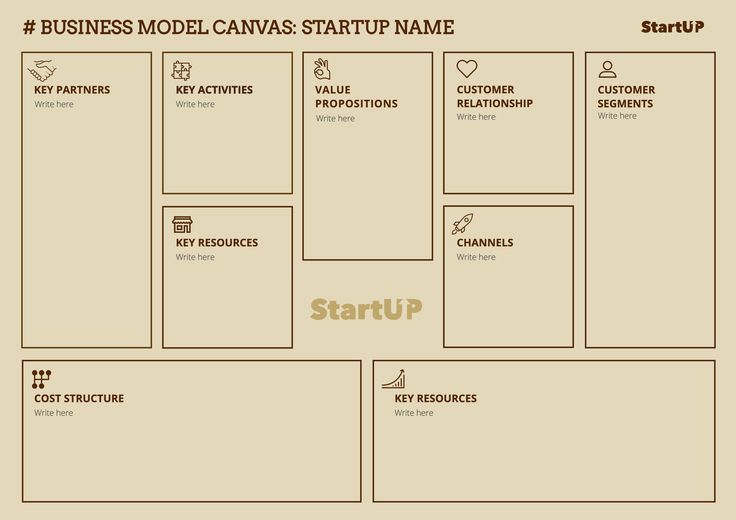 # BUSINESS MODEL CANVAS: STARTUP NAME
StartUP
KEY PARTNERS
Write here
KEY ACTIVITIES
Write here
VALUE
PROPOSITIONS
Write here
CUSTOMER
RELATIONSHIP
Write here
CUSTOMER
SEGMENTS
Write here
KEY RESOURCES
Write here
CHANNELS
Write here
StartUP
COST STRUCTURE
Write here
KEY RESOURCES
Write here